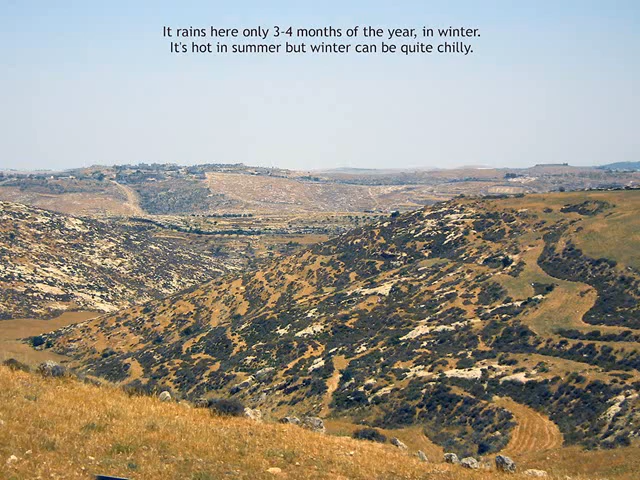 It rains here only 3-4 months of the year, in winter.
It's hot in summer but winter can be quite chilly.